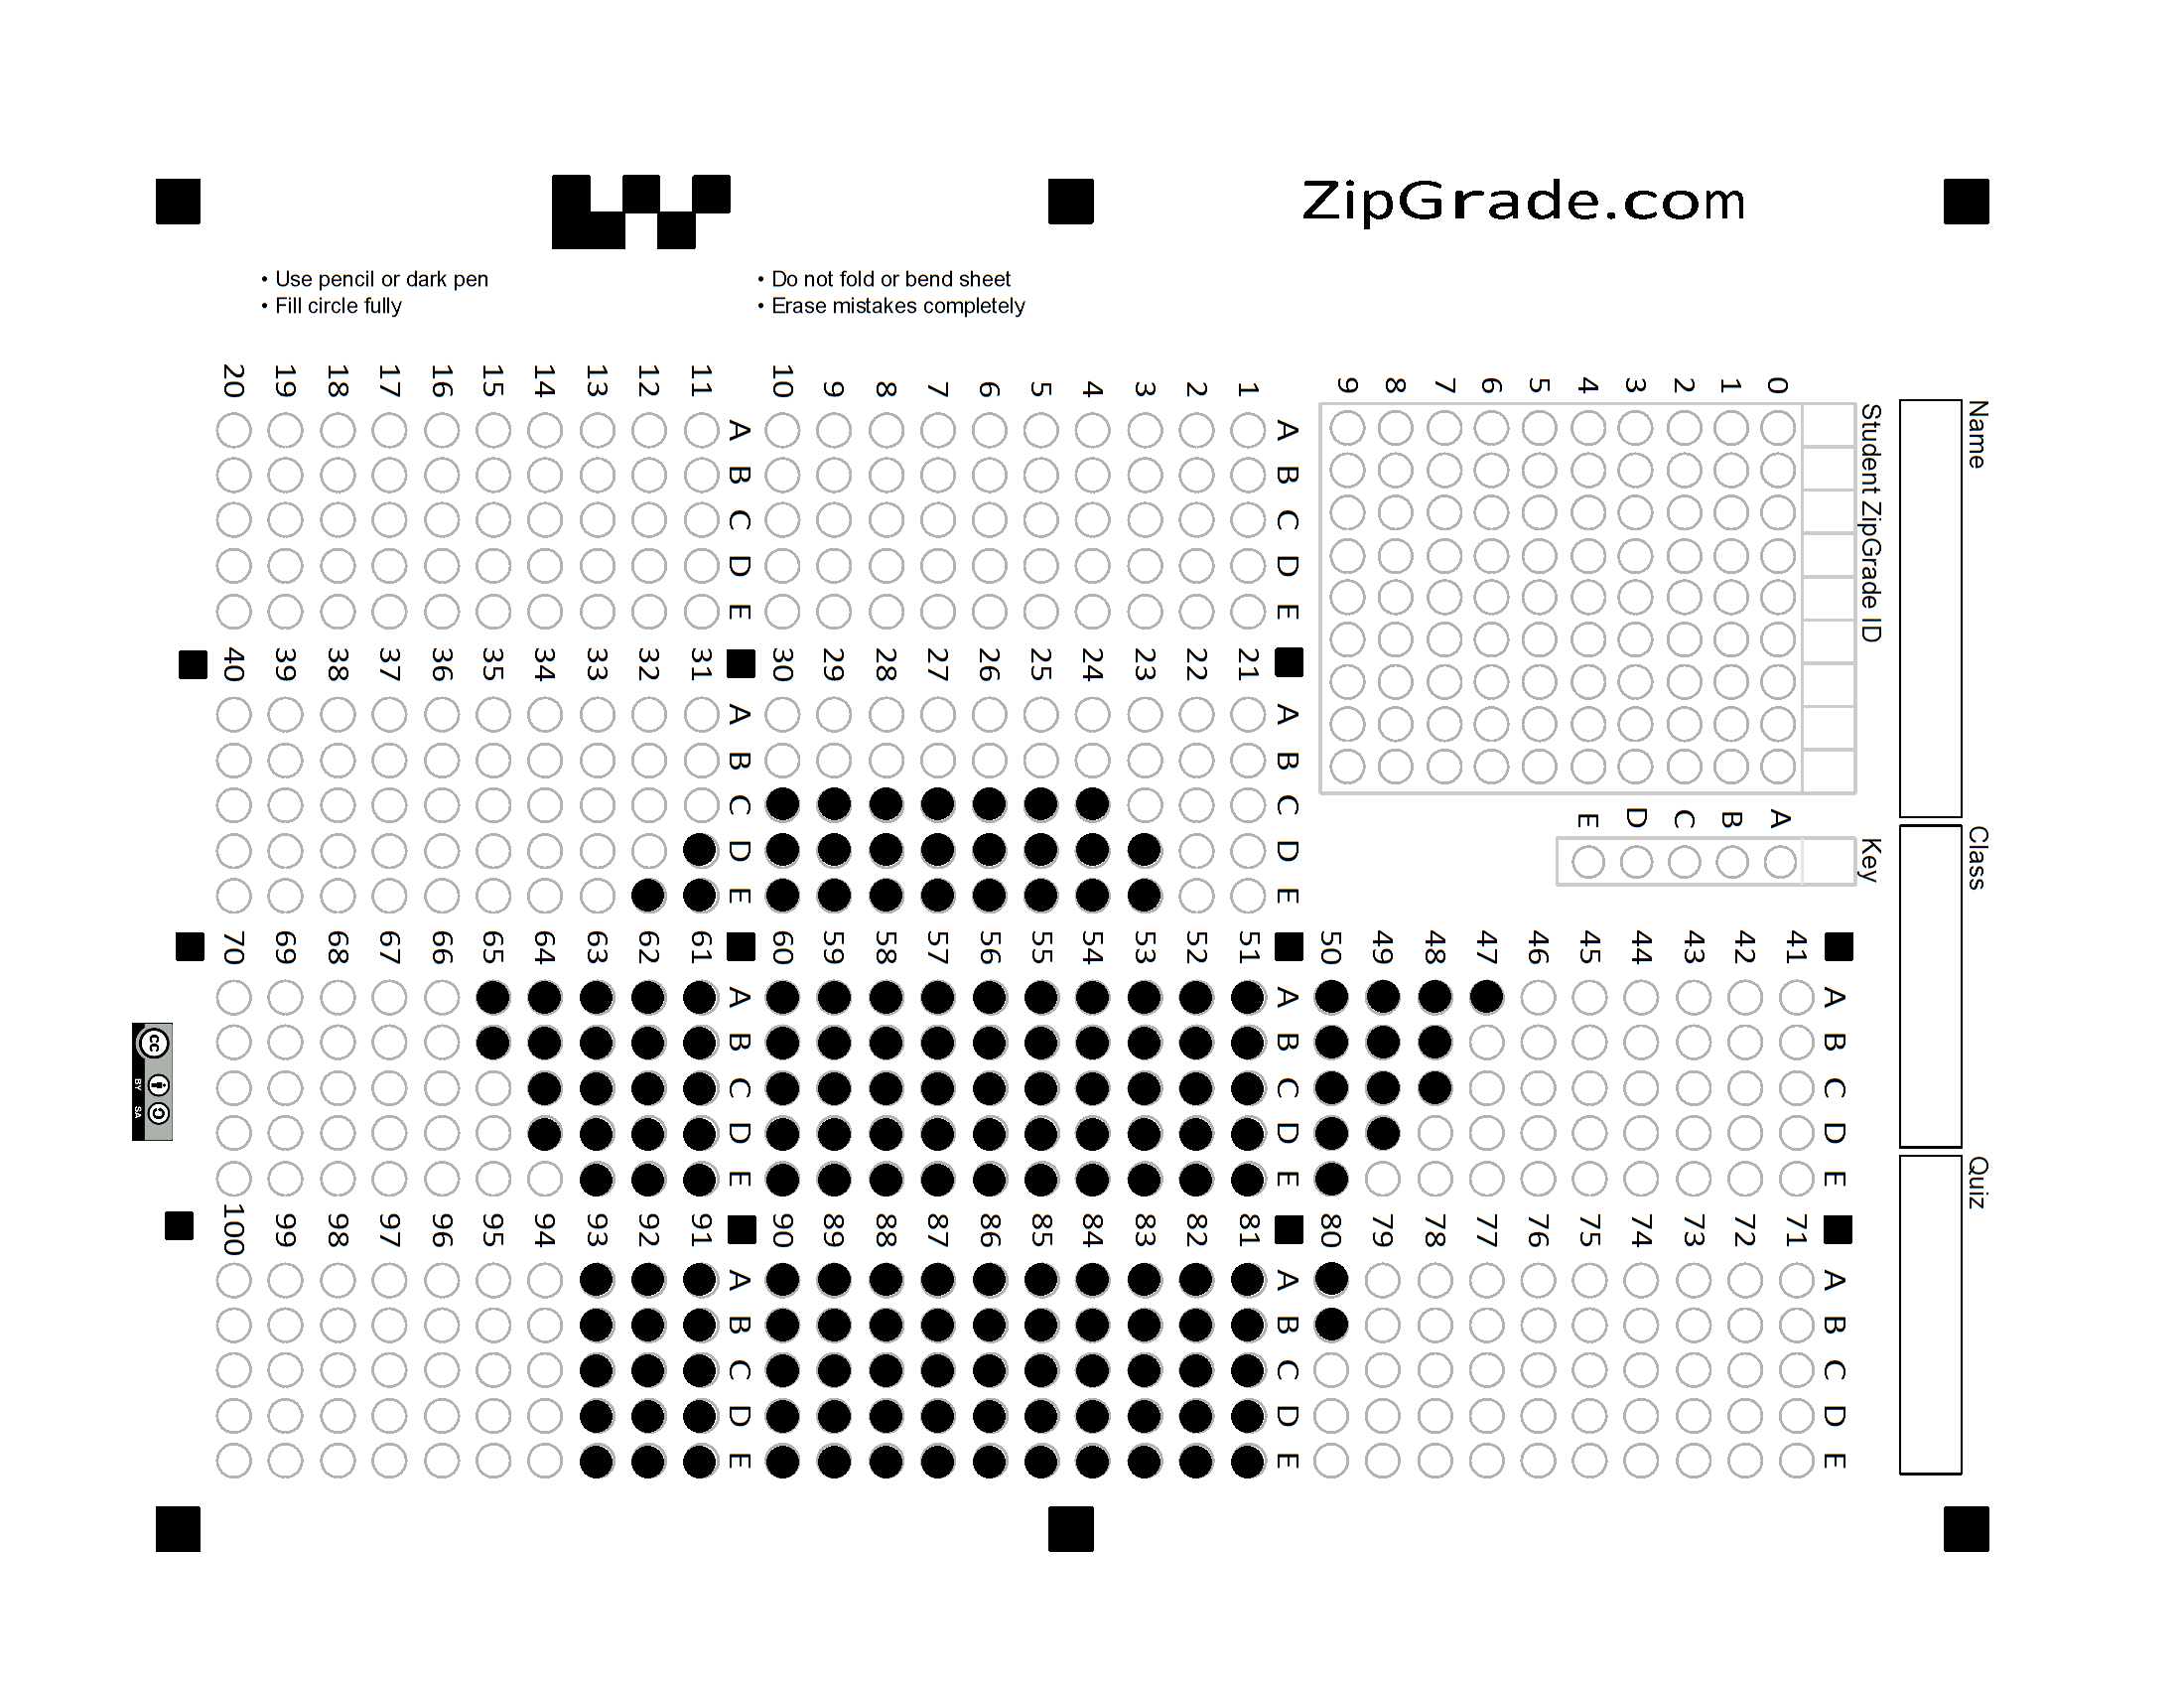 ZipGrade.com
• Use pencil or dark pen
• Fill circle fully
• Do not fold or bend sheet
• Erase mistakes completely
Name
Class
Quiz
Student ZipGrade ID
0 1 2 3 4 5 6 7 8 9
Key
A B C D E
1 2 3 4 5 6 7 8 9 10
A B C D E
11 12 13 14 15 16 17 18 19 20
A B C D E
21 22 23 24 25 26 27 28 29 30
A B C D E
31 32 33 34 35 36 37 38 39 40
A B C D E
41 42 43 44 45 46 47 48 49 50
A B C D E
51 52 53 54 55 56 57 58 59 60
A B C D E
61 62 63 64 65 66 67 68 69 70
A B C D E
71 72 73 74 75 76 77 78 79 80
A B C D E
81 82 83 84 85 86 87 88 89 90
A B C D E
91 92 93 94 95 96 97 98 99 100
A B C D E
cc BY SA